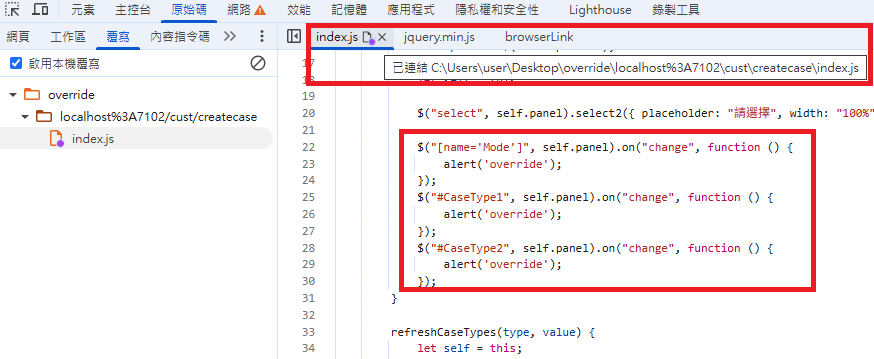 元素 主控台 原始碼 網路 效能 記憶體 應用程式 隱私權和安全性 Lighthouse 錄製工具
網頁 工作區 覆寫 內容指令碼
index.js jquery.min.js browserLink
啟用本機覆寫
已連結 C:\Users\user\Desktop\override\localhost%3A7102\cust\createcase\index.js
override
localhost%3A7102/cust/createcase
index.js
17
18
19
20 $("select", self.panel).select2({ placeholder: "請選擇", width: "100%"
21
22 $("[name='Mode']", self.panel).on("change", function () {
23 alert('override');
24 });
25 $("#CaseType1", self.panel).on("change", function () {
26 alert('override');
27 });
28 $("#CaseType2", self.panel).on("change", function () {
29 alert('override');
30 });
31 }
32
33 refreshCaseTypes(type, value) {
34 let self = this;